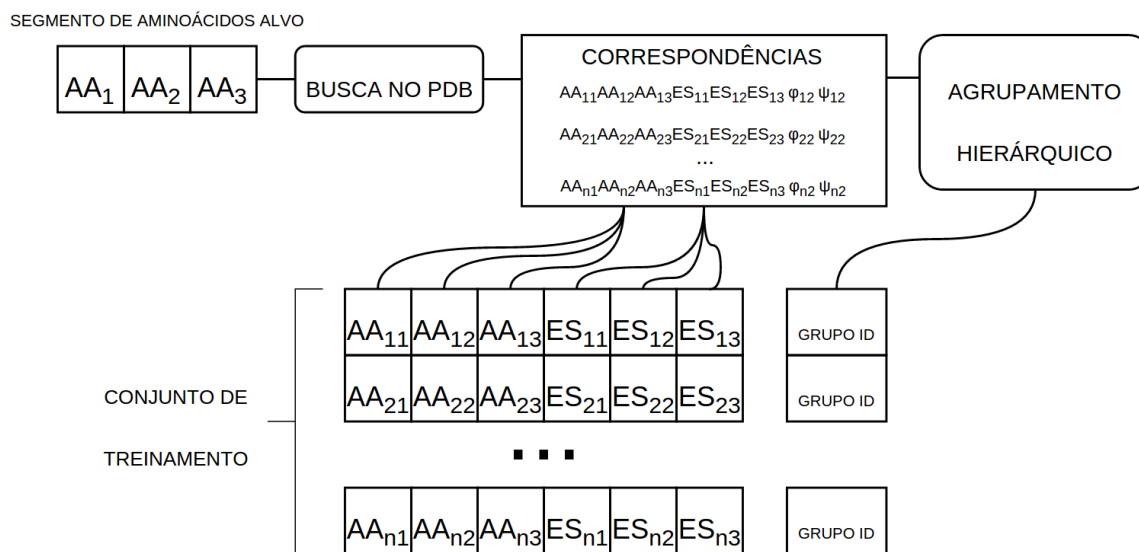 SEGMENTO DE AMINOÁCIDOS ALVO
AA1 AA2 AA3
BUSCA NO PDB
CORRESPONDÊNCIAS
AA11AA12AA13ES11ES12ES13 φ12 ψ12
AA21AA22AA23ES21ES22ES23 φ22 ψ22
...
AAn1AAn2AAn3ESn1ESn2ESn3 φn2 ψn2
AGRUPAMENTO
HIERÁRQUICO
AA11 AA12 AA13 ES11 ES12 ES13 GRUPO ID
AA21 AA22 AA23 ES21 ES22 ES23 GRUPO ID
CONJUNTO DE
TREINAMENTO
...
AAn1 AAn2 AAn3 ESn1 ESn2 ESn3 GRUPO ID